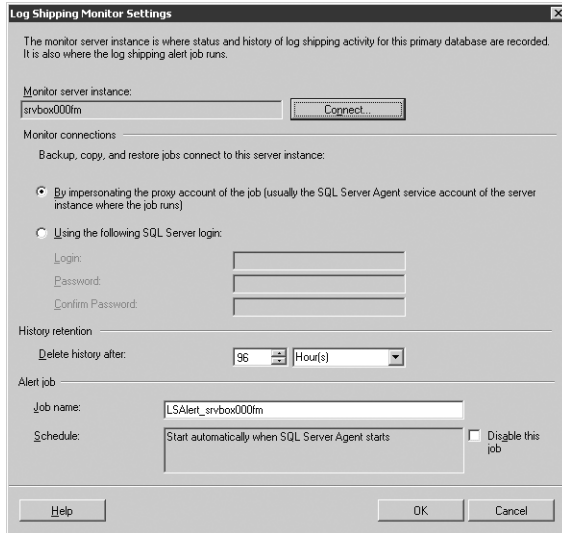 Log Shipping Monitor Settings
The monitor server instance is where status and history of log shipping activity for this primary database are recorded.
It is also where the log shipping alert job runs.
Monitor server instance:
srvbox000fm
Connect...
Monitor connections
Backup, copy, and restore jobs connect to this server instance:
By impersonating the proxy account of the job (usually the SQL Server Agent service account of the server
instance where the job runs)
Using the following SQL Server login:
Login:
Password:
Confirm Password:
History retention
Delete history after:
96
Hour(s)
Alert job
Job name:
LSAlert_srvbox000fm
Schedule:
Start automatically when SQL Server Agent starts
Disable this
job
Help
OK
Cancel